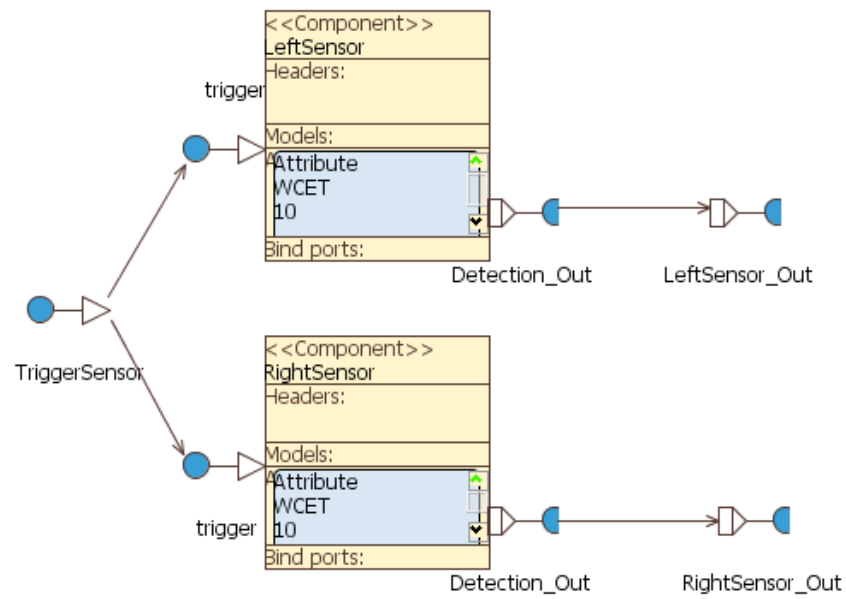 <<Component>>
LeftSensor
Headers:
trigger
Models:
A
Attribute
WCET
10
Bind ports:
Detection_Out
LeftSensor_Out
TriggerSensor
<<Component>>
RightSensor
Headers:
Models:
A
Attribute
WCET
10
trigger
Bind ports:
Detection_Out
RightSensor_Out